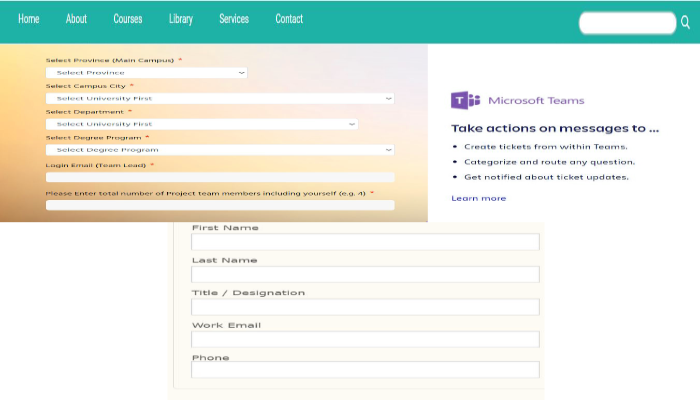 Home About Courses Library Services Contact
Select Province (Main Campus) *
Select Province
Select Campus City *
Select University First
Select Department *
Select University First
Select Degree Program *
Select Degree Program
Login Email (Team Lead) *
Please Enter total number of Project team members including yourself (e.g. 4) *
T Microsoft Teams
Take actions on messages to ...
• Create tickets from within Teams.
• Categorize and route any question.
• Get notified about ticket updates.
Learn more
First Name
Last Name
Title / Designation
Work Email
Phone